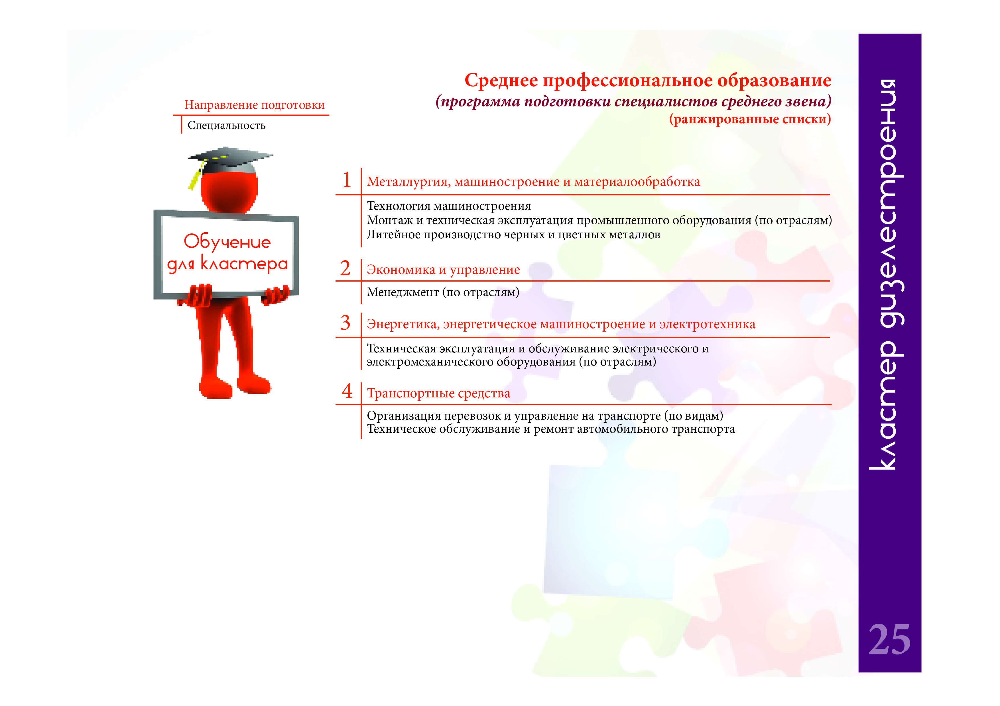 Среднее профессиональное образование
(программа подготовки специалистов среднего звена)
(ранжированные списки)
Направление подготовки
Специальность
Обучение
для кластера
1 Металлургия, машиностроение и материалообработка
Технология машиностроения
Монтаж и техническая эксплуатация промышленного оборудования (по отраслям)
Литейное производство черных и цветных металлов
2 Экономика и управление
Менеджмент (по отраслям)
3 Энергетика, энергетическое машиностроение и электротехника
Техническая эксплуатация и обслуживание электрического и
электромеханического оборудования (по отраслям)
4 Транспортные средства
Организация перевозок и управление на транспорте (по видам)
Техническое обслуживание и ремонт автомобильного транспорта
кластер дизелестроения
25